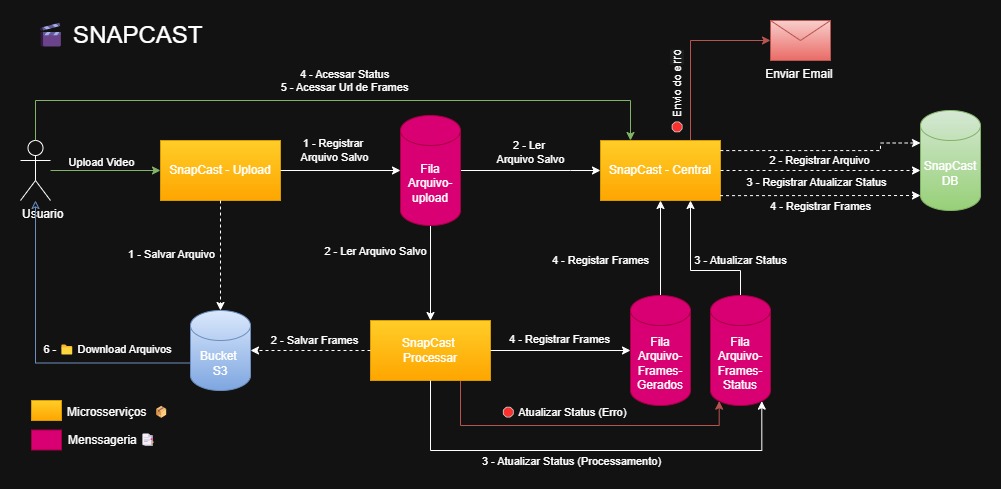 🎬 SNAPCAST
Enviar Email
🔴 Envio do erro
4 - Acessar Status
5 - Acessar Url de Frames
Upload Video
SnapCast - Upload
1 - Registrar
Arquivo Salvo
Fila
Arquivo-
upload
2 - Ler
Arquivo Salvo
SnapCast - Central
2 - Registrar Arquivo
3 - Registrar Atualizar Status
4 - Registrar Frames
SnapCast
DB
Usuario
1 - Salvar Arquivo
2 - Ler Arquivo Salvo
4 - Registar Frames
3 - Atualizar Status
6 - 📁 Download Arquivos
Bucket
S3
2 - Salvar Frames
SnapCast
Processar
4 - Registrar Frames
Fila
Arquivo-
Frames-
Gerados
Fila
Arquivo-
Frames-
Status
Microsserviços 📦
Menssageria 📑
🔴 Atualizar Status (Erro)
3 - Atualizar Status (Processamento)